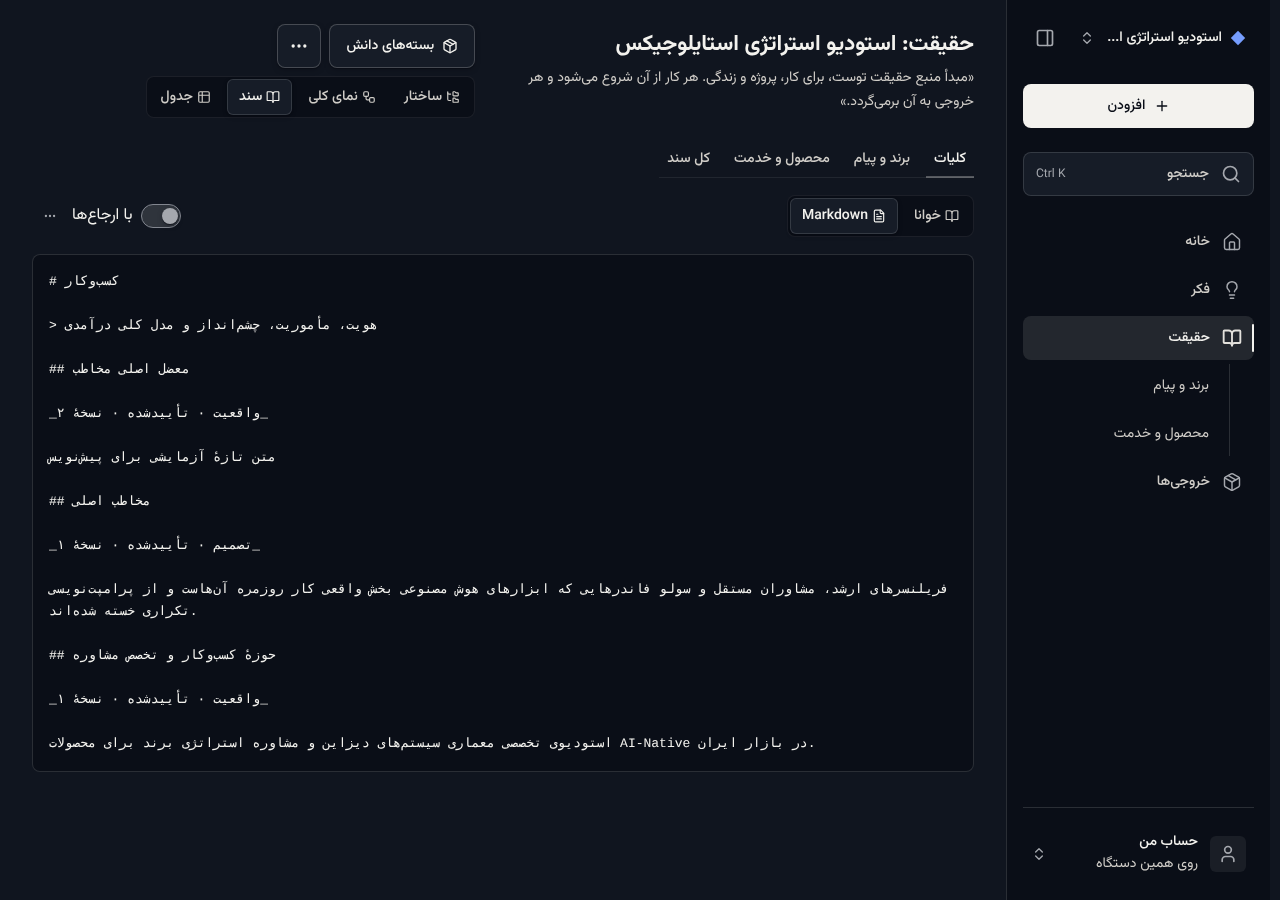 استودیو استراتژی ا...
افزودن
جستجو
Ctrl K
خانه
فکر
حقیقت
برند و پیام
محصول و خدمت
خروجی‌ها
حساب من
روی همین دستگاه
حقیقت: استودیو استراتژی استایلوجیکس
«مبدأ منبع حقیقت توست، برای کار، پروژه و زندگی. هر کار از آن شروع می‌شود و هر
خروجی به آن برمی‌گردد.»
بسته‌های دانش
ساختار
نمای کلی
سند
جدول
کلیات
برند و پیام
محصول و خدمت
کل سند
خوانا
Markdown
با ارجاع‌ها
# کسب‌وکار
> هویت، مأموریت، چشم‌انداز و مدل کلی درآمدی
## معضل اصلی مخاطب
_واقعیت · تأییدشده · نسخهٔ ۲_
متن تازهٔ آزمایشی برای پیش‌نویس
## مخاطب اصلی
_تصمیم · تأییدشده · نسخهٔ ۱_
فریلنسرهای ارشد، مشاوران مستقل و سولو فاندرهایی که ابزارهای هوش مصنوعی بخش واقعی کار روزمره آن‌هاست و از پرامپت‌نویسی
تکراری خسته شده‌اند.
## حوزهٔ کسب‌وکار و تخصص مشاوره
_واقعیت · تأییدشده · نسخهٔ ۱_
استودیوی تخصصی معماری سیستم‌های دیزاین و مشاوره استراتژی برند برای محصولات AI-Native در بازار ایران.